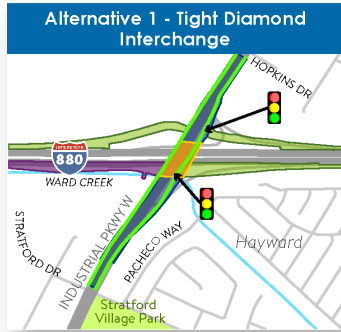 Alternative 1 - Tight Diamond
Interchange
HOPKINS DR
INTERSTATE
880
WARD CREEK
STRATFORD DR
INDUSTRIAL PKWY W
PACHECO WAY
Hayward
Stratford
Village Park